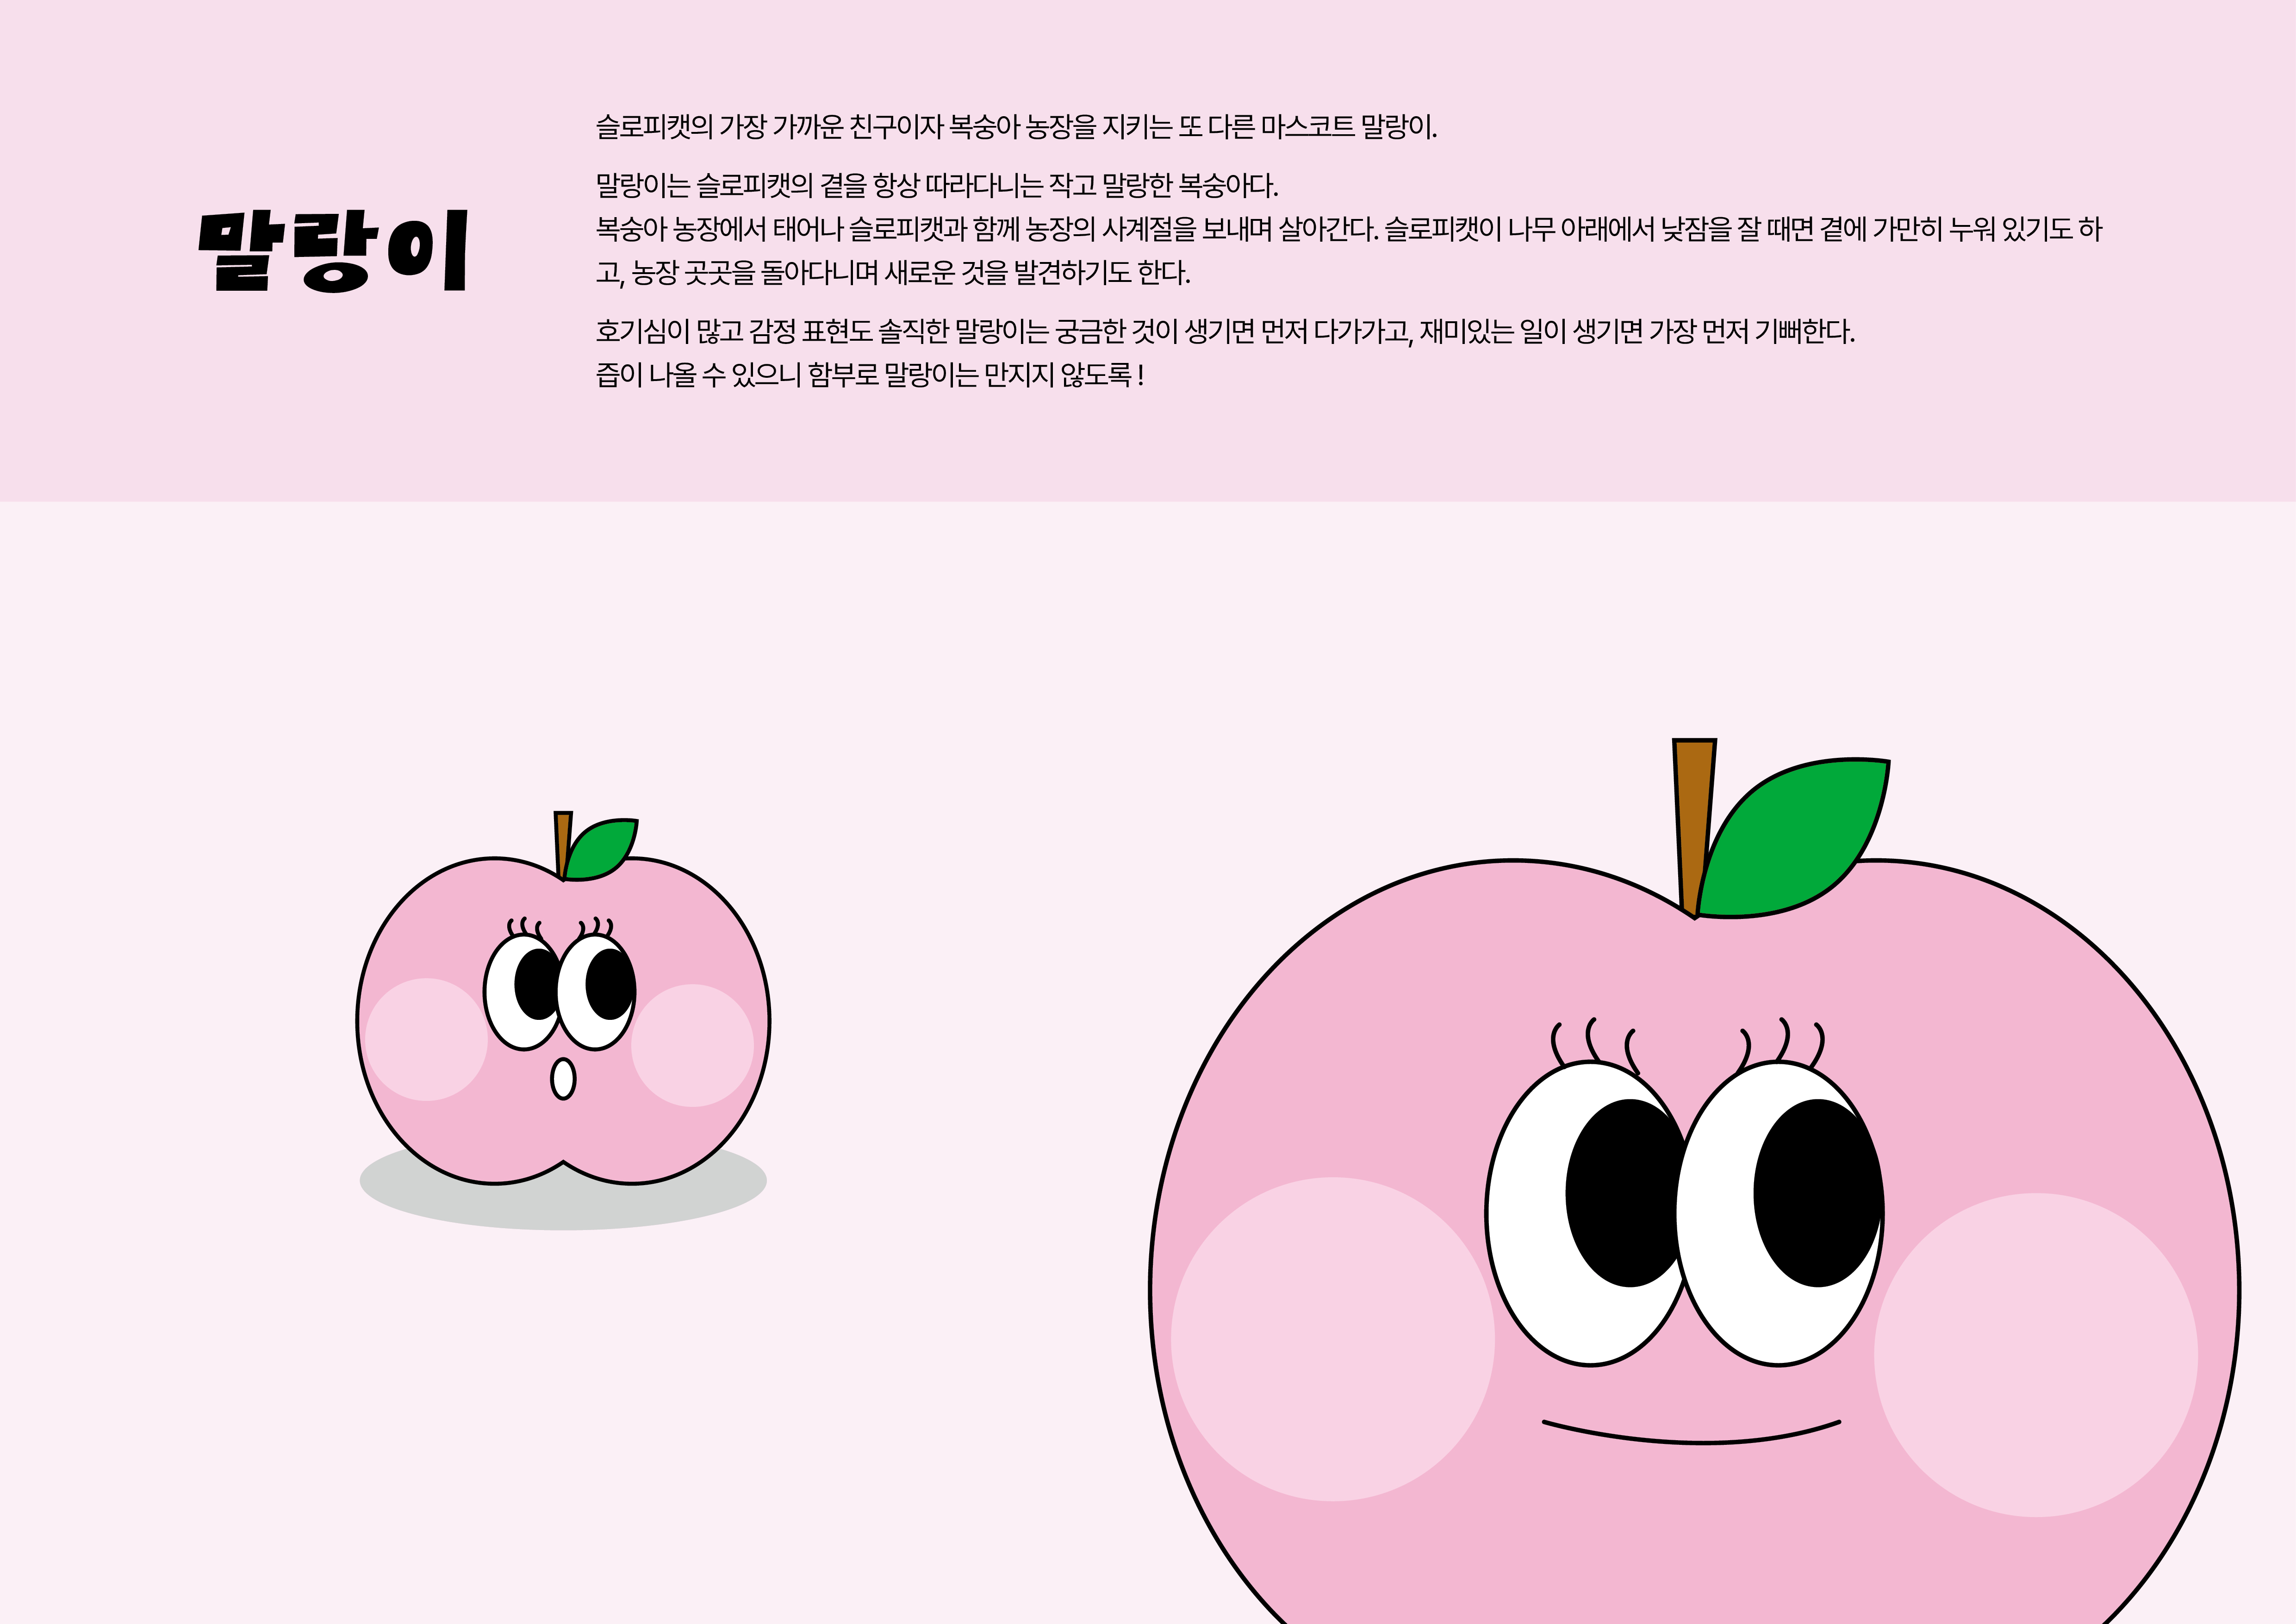 말랑이
슬로피캣의 가장 가까운 친구이자 복숭아 농장을 지키는 또 다른 마스코트 말랑이.
말랑이는 슬로피캣의 곁을 항상 따라다니는 작고 말랑한 복숭아다.
복숭아 농장에서 태어나 슬로피캣과 함께 농장의 사계절을 보내며 살아간다. 슬로피캣이 나무 아래에서 낮잠을 잘 때면 곁에 가만히 누워 있기도 하
고, 농장 곳곳을 돌아다니며 새로운 것을 발견하기도 한다.
호기심이 많고 감정 표현도 솔직한 말랑이는 궁금한 것이 생기면 먼저 다가가고, 재미있는 일이 생기면 가장 먼저 기뻐한다.
즙이 나올 수 있으니 함부로 말랑이는 만지지 않도록 !